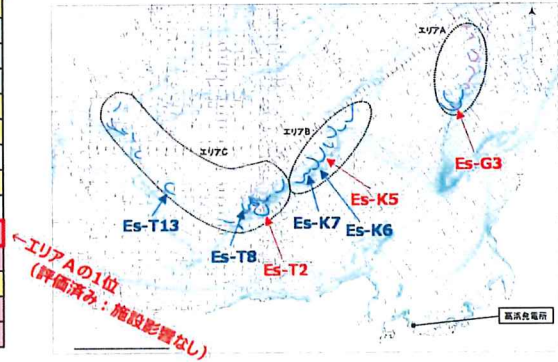 エリアA
Es-G3
エリアB
Es-K5
Es-K6
Es-K7
エリアC
Es-T13
Es-T8
Es-T2
←エリアAの1位
(評価済み:施設影響なし)
高浜発電所